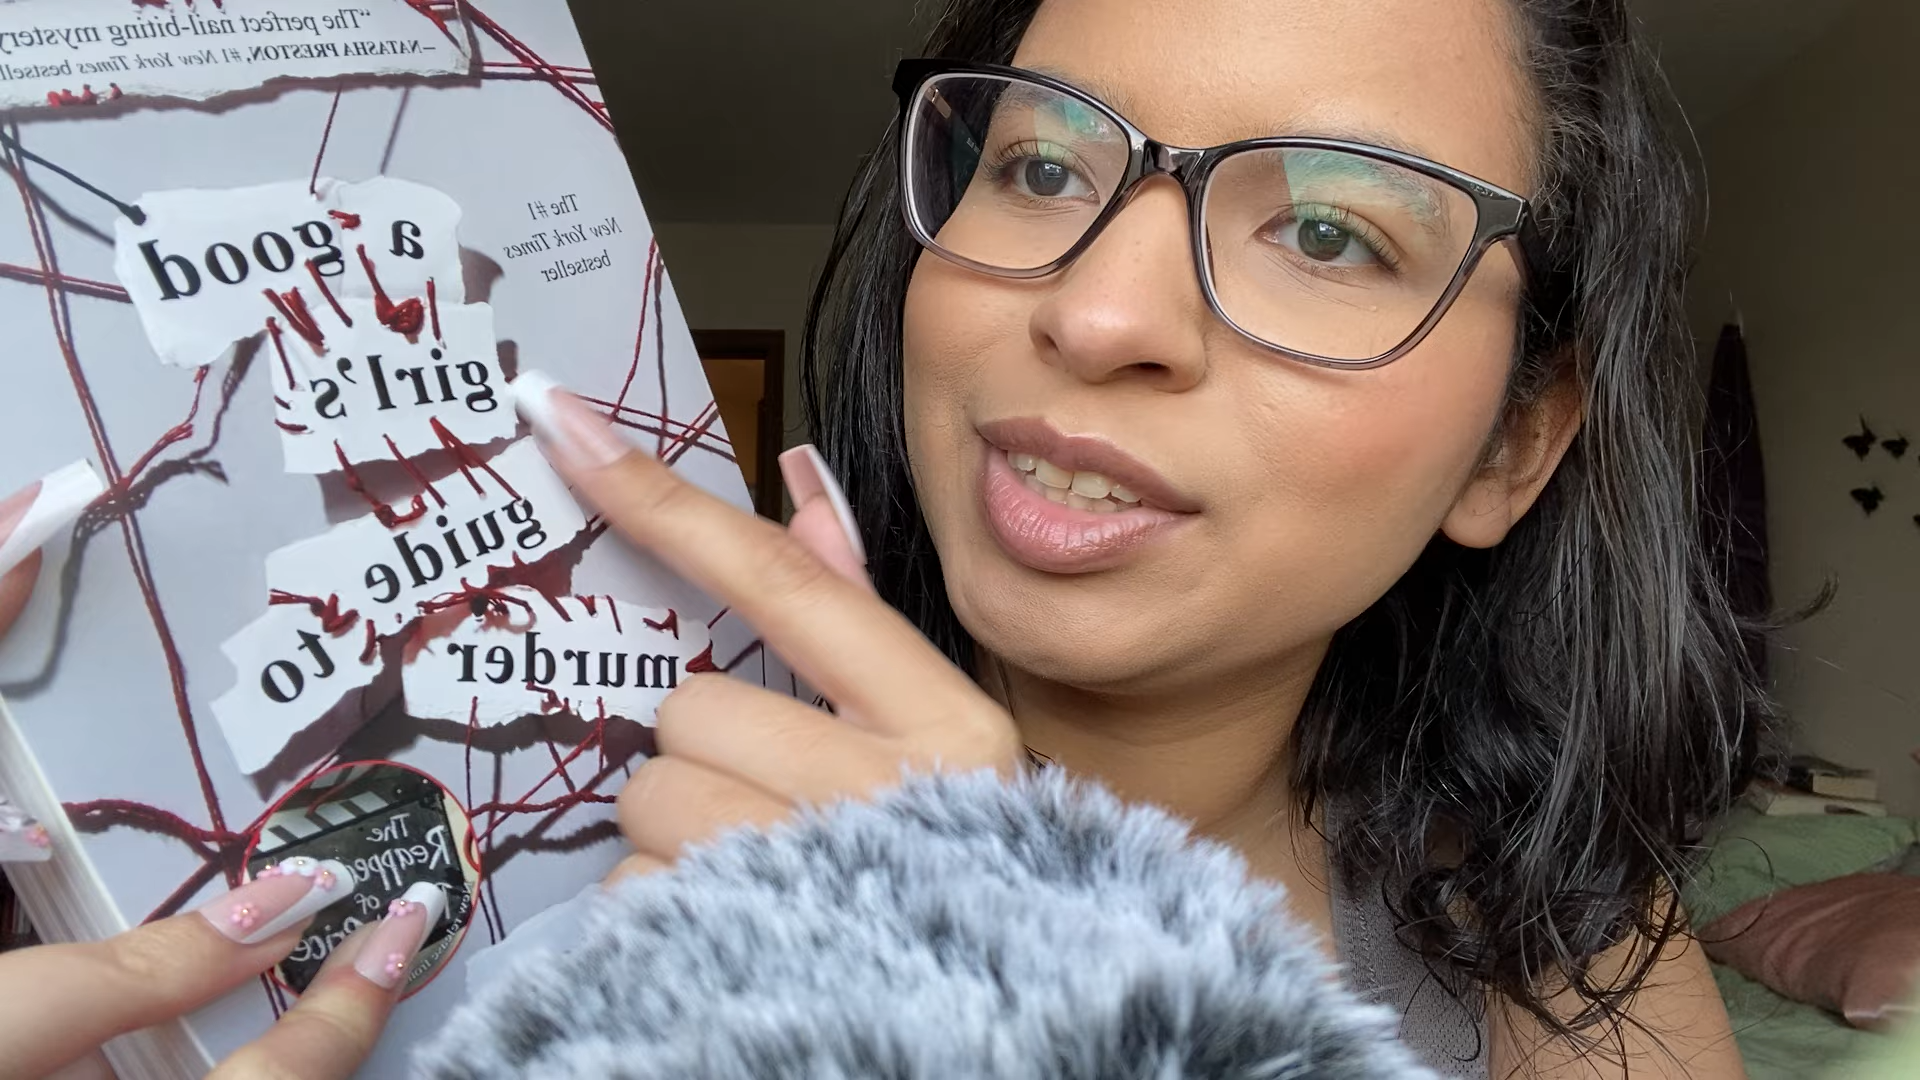 "The perfect nail-biting mystery
—NATASHA PRESTON, #1 New York Times
The #1
New York Times
bestseller
a good
girl's
guide
to
murder
The
of